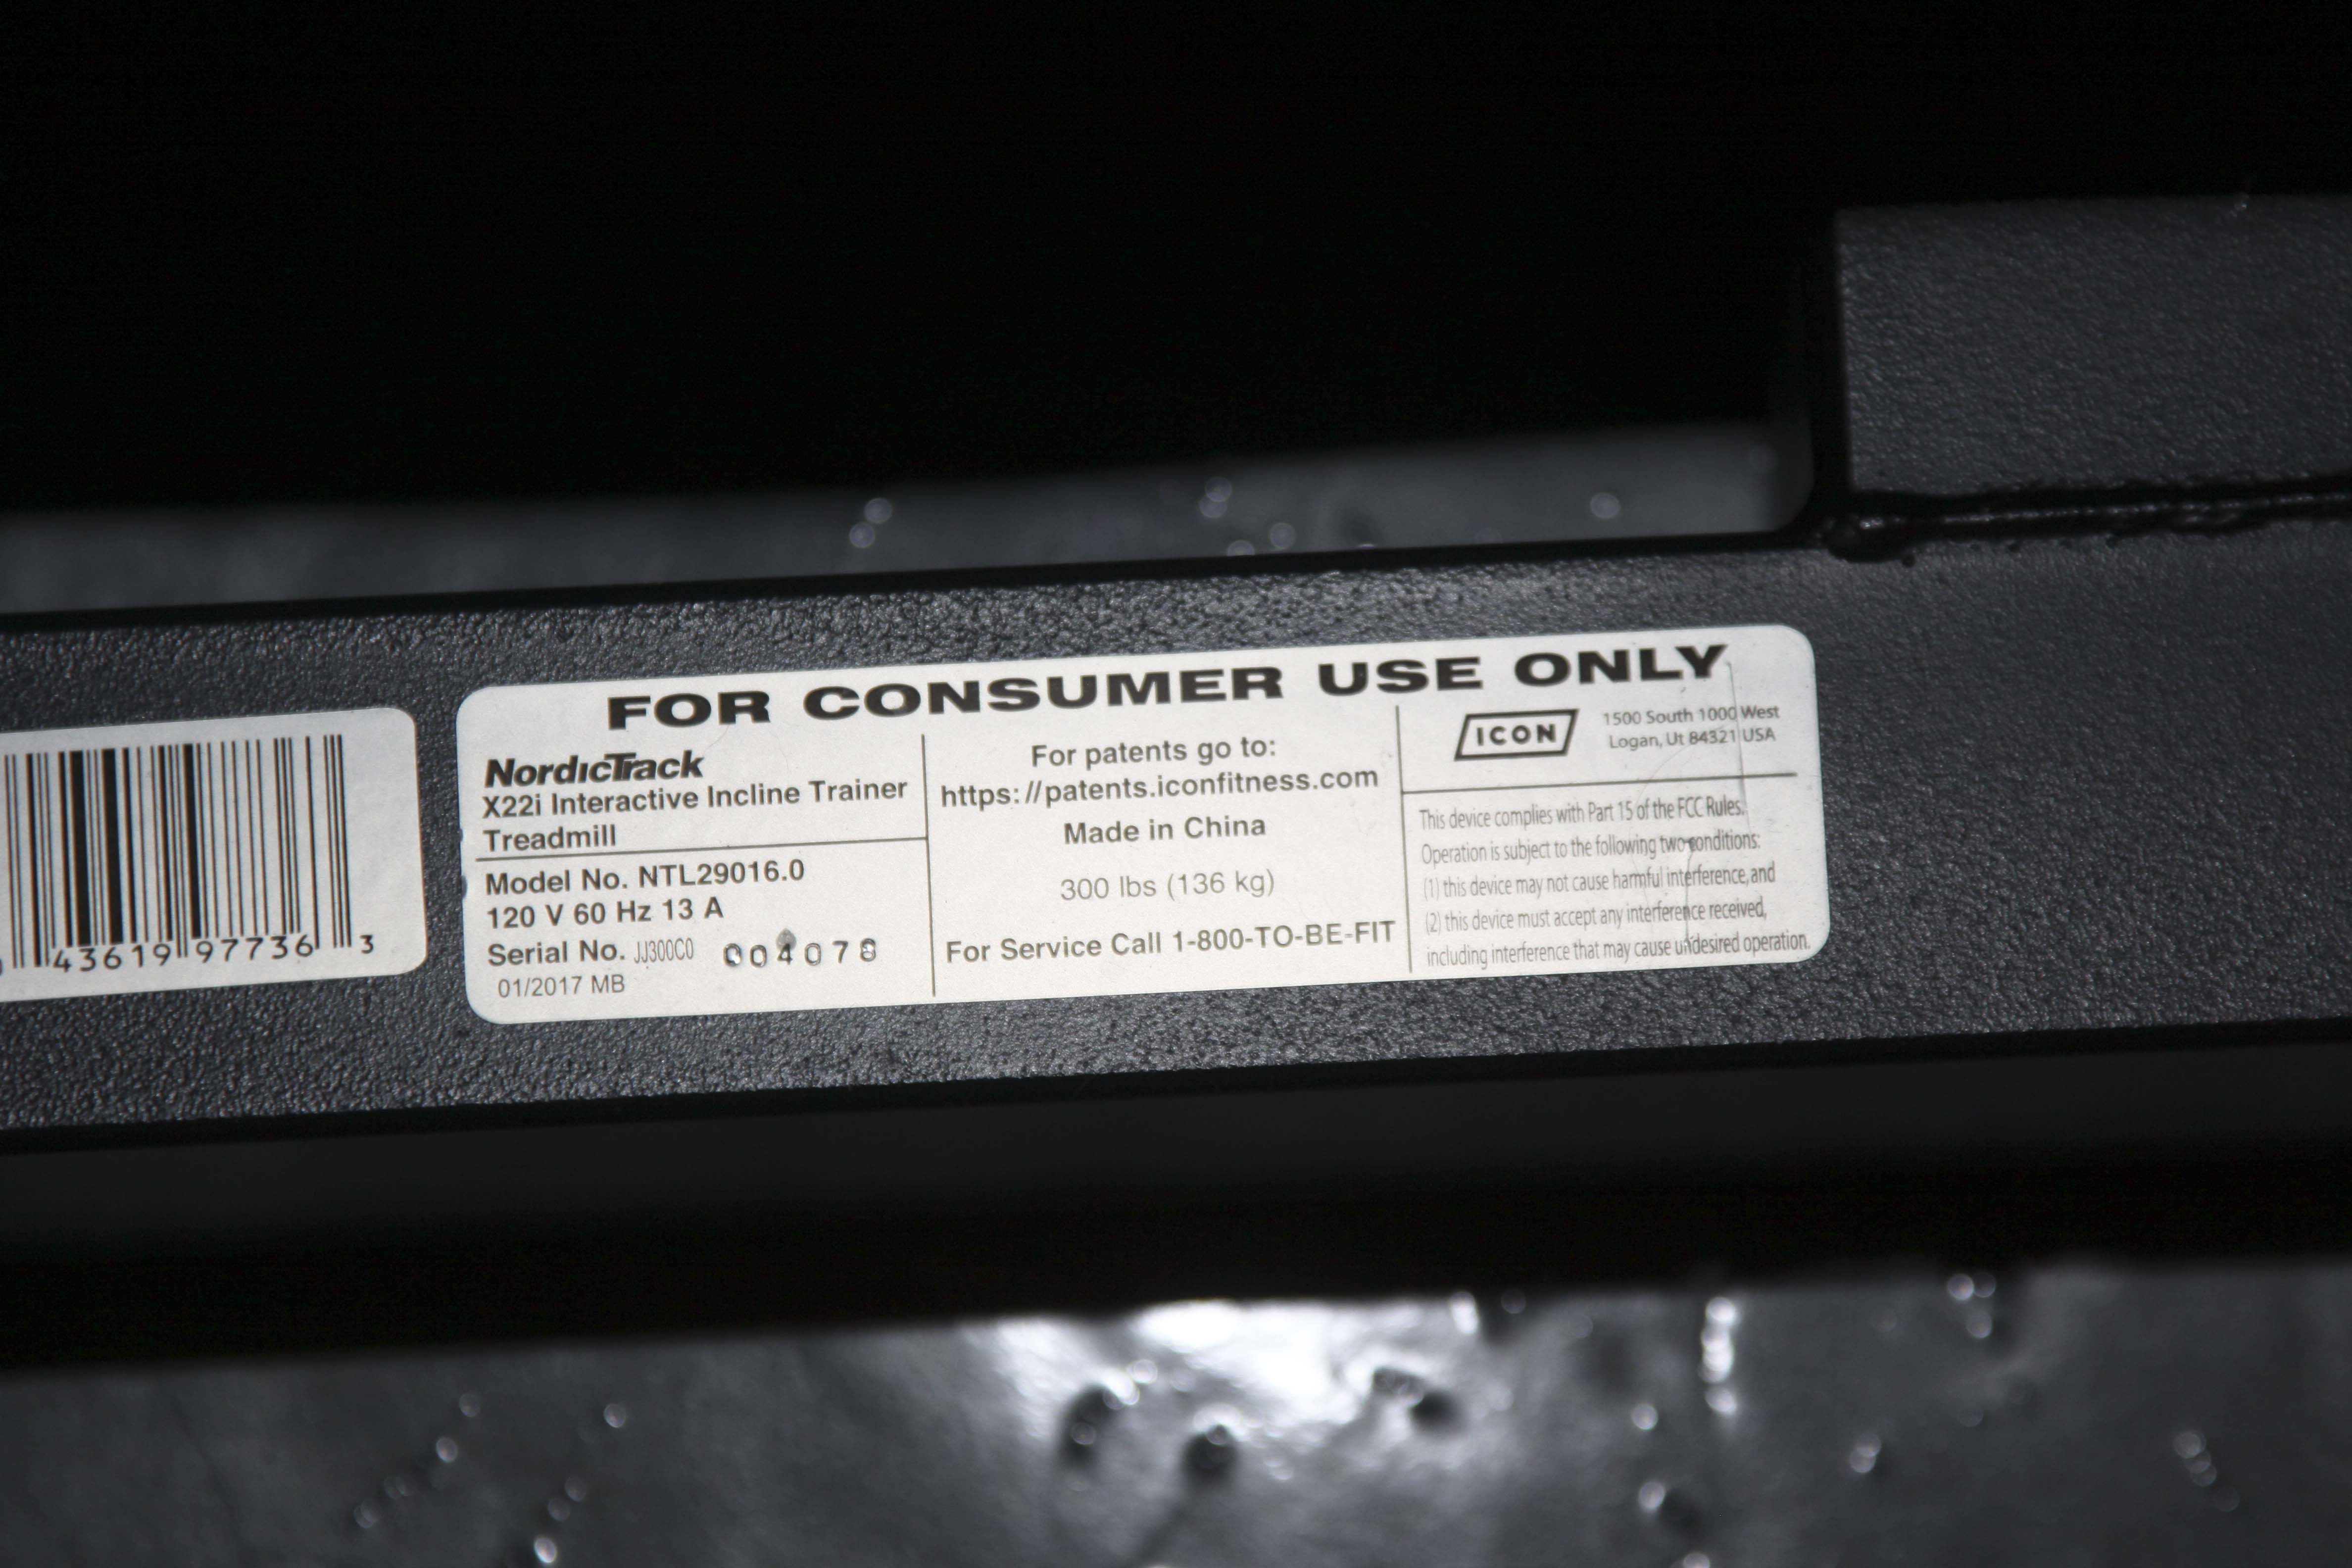 43619 97736 3
FOR CONSUMER USE ONLY
NordicTrack
X22i Interactive Incline Trainer
Treadmill
Model No. NTL29016.0
120 V 60 Hz 13 A
Serial No. JJ300C0 004078
01/2017 MB
For patents go to:
https://patents.iconfitness.com
Made in China
300 lbs (136 kg)
For Service Call 1-800-TO-BE-FIT
ICON
1500 South 1000 West
Logan, Ut 84321 USA
This device complies with Part 15 of the FCC Rules.
Operation is subject to the following two conditions:
(1) this device may not cause harmful interference, and
(2) this device must accept any interference received,
including interference that may cause undesired operation.